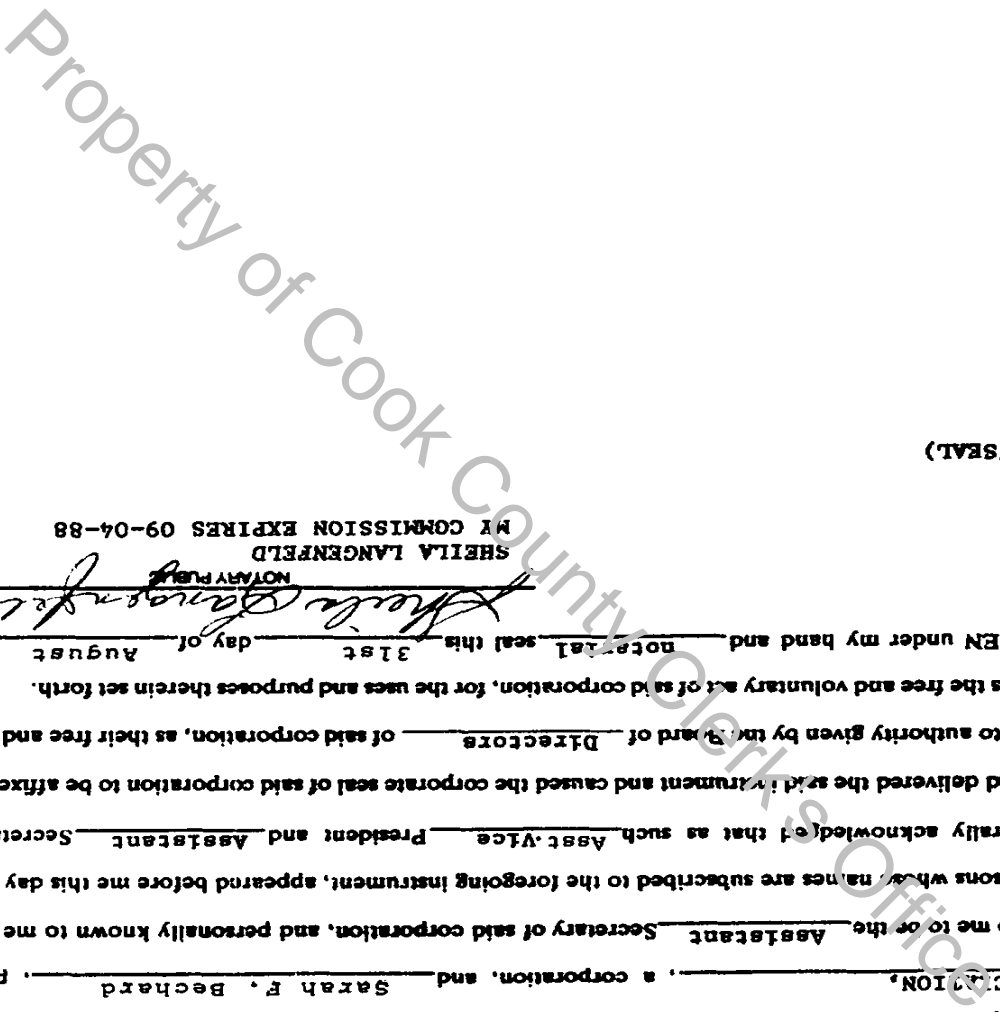 CIATION, a corporation, and Sarah F. Bechard, p
me to be the Assistant Secretary of said corporation, and personally known to me
sons whose names are subscribed to the foregoing instrument, appeared before me this day
rally acknowledged that as such Asst. Vice President and Assistant Secreta
d delivered the said instrument and caused the corporate seal of said corporation to be affixe
to authority given by the Board of Directors of said corporation, as their free and
s the free and voluntary act of said corporation, for the uses and purposes therein set forth.
EN under my hand and notarial seal this 31st day of August
Sheila Langenfel
NOTARY PUBLIC
SHEILA LANGENFELD
MY COMMISSION EXPIRES 09-04-88
SEAL)
Property of Cook County Clerk's Office